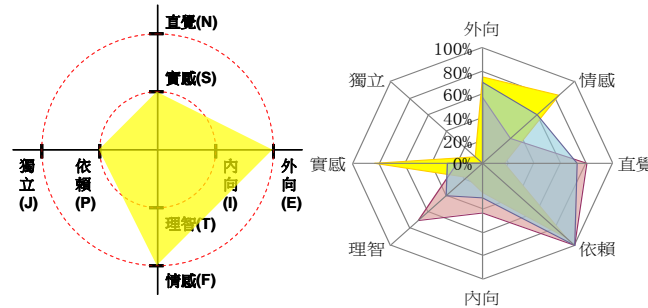 直覺(N)
實感(S)
獨立(J)
依賴(P)
內向(I)
外向(E)
理智(T)
情感(F)
外向
100%
80%
60%
40%
20%
0%
獨立
情感
實感
直覺
理智
依賴
內向